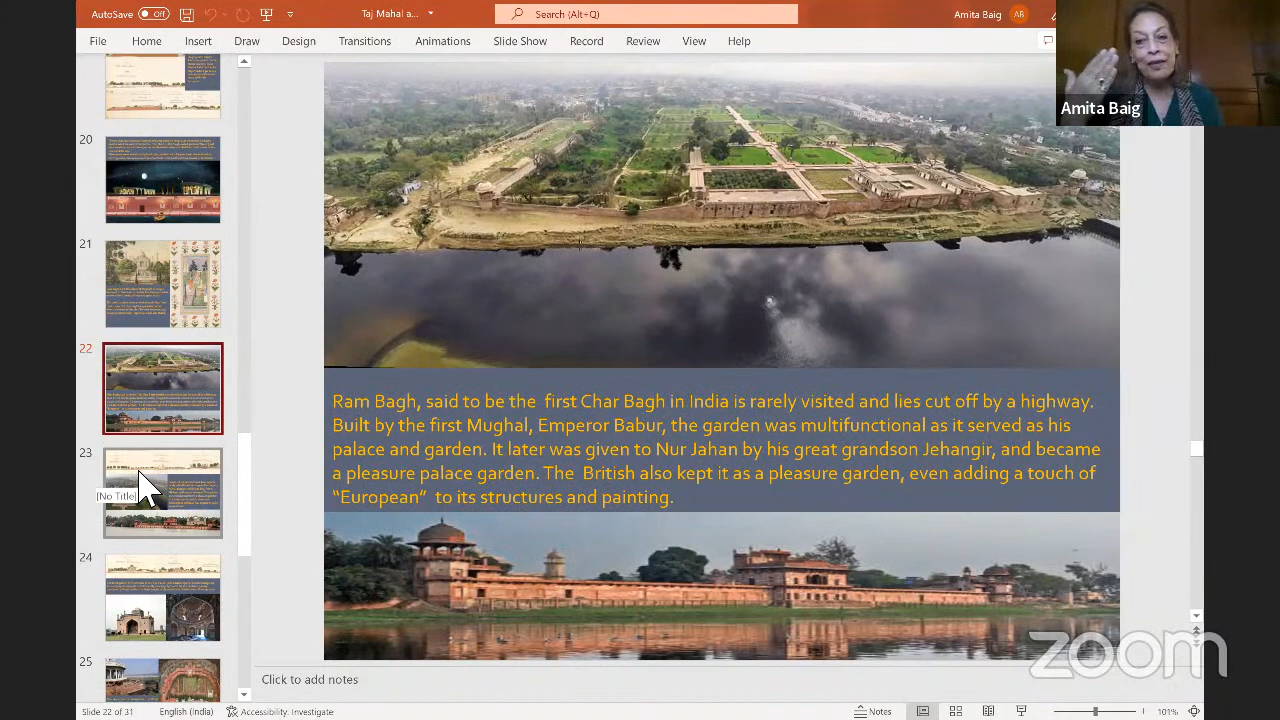 AutoSave Off Taj Mahal a... Search (Alt+Q) Amita Baig AB
File Home Insert Draw Design Transitions Animations Slide Show Record Review View Help
Amita Baig
20
21
22
23
[No Title]
24
25
Ram Bagh, said to be the first Char Bagh in India is rarely visited and lies cut off by a highway.
Built by the first Mughal, Emperor Babur, the garden was multifunctional as it served as his
palace and garden. It later was given to Nur Jahan by his great grandson Jehangir, and became
a pleasure palace garden. The British also kept it as a pleasure garden, even adding a touch of
“European” to its structures and painting.
zoom
Click to add notes
Slide 22 of 31 English (India) Accessibility: Investigate Notes 101%